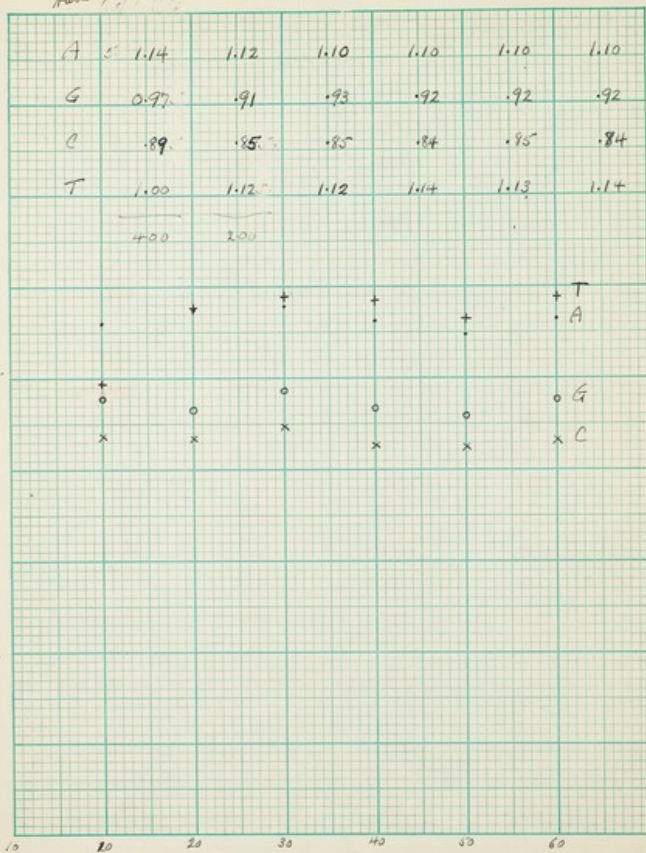 A 1.14 1.12 1.10 1.10 1.10 1.10
G 0.97 .91 .93 .92 .92 .92
C .89 .85 .85 .84 .85 .84
T 1.00 1.12 1.12 1.14 1.13 1.14
400 200
T
A
G
C
10 20 20 30 40 50 60